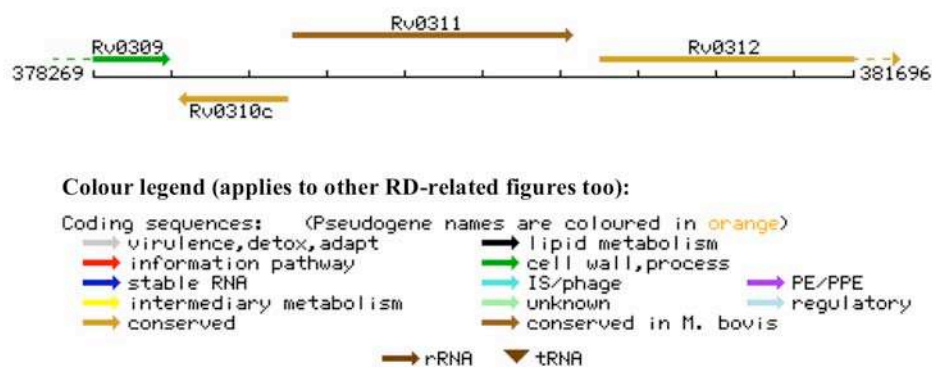 Rv0311
Rv0309 Rv0312
378269 381696
Rv0310c
Colour legend (applies to other RD-related figures too):
Coding sequences: (Pseudogene names are coloured in orange)
virulence,detox,adapt lipid metabolism
information pathway cell wall,process
stable RNA IS/phage PE/PPE
intermediary metabolism unknown regulatory
conserved conserved in M. bovis
rRNA tRNA